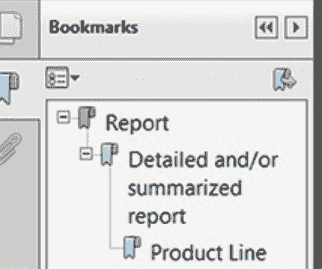 Bookmarks
Report
Detailed and/or
summarized
report
Product Line